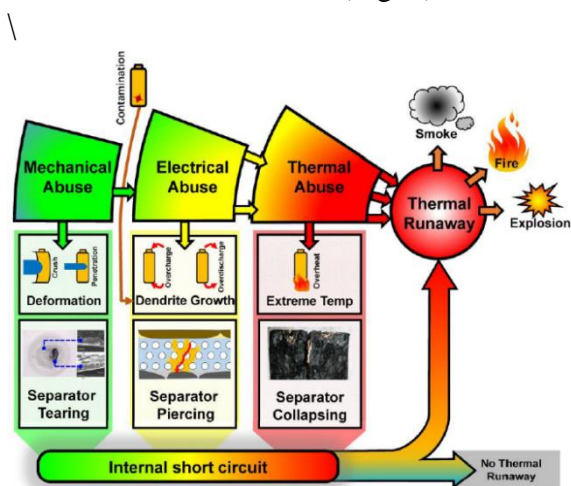 \
Contamination
Smoke
Fire
Explosion
Mechanical
Abuse
Electrical
Abuse
Thermal
Abuse
Thermal
Runaway
Crush
Penetration
Deformation
Overcharge
Overdischarge
Dendrite Growth
Overheat
Extreme Temp
Separator
Tearing
Separator
Piercing
Separator
Collapsing
Internal short circuit
No Thermal
Runaway